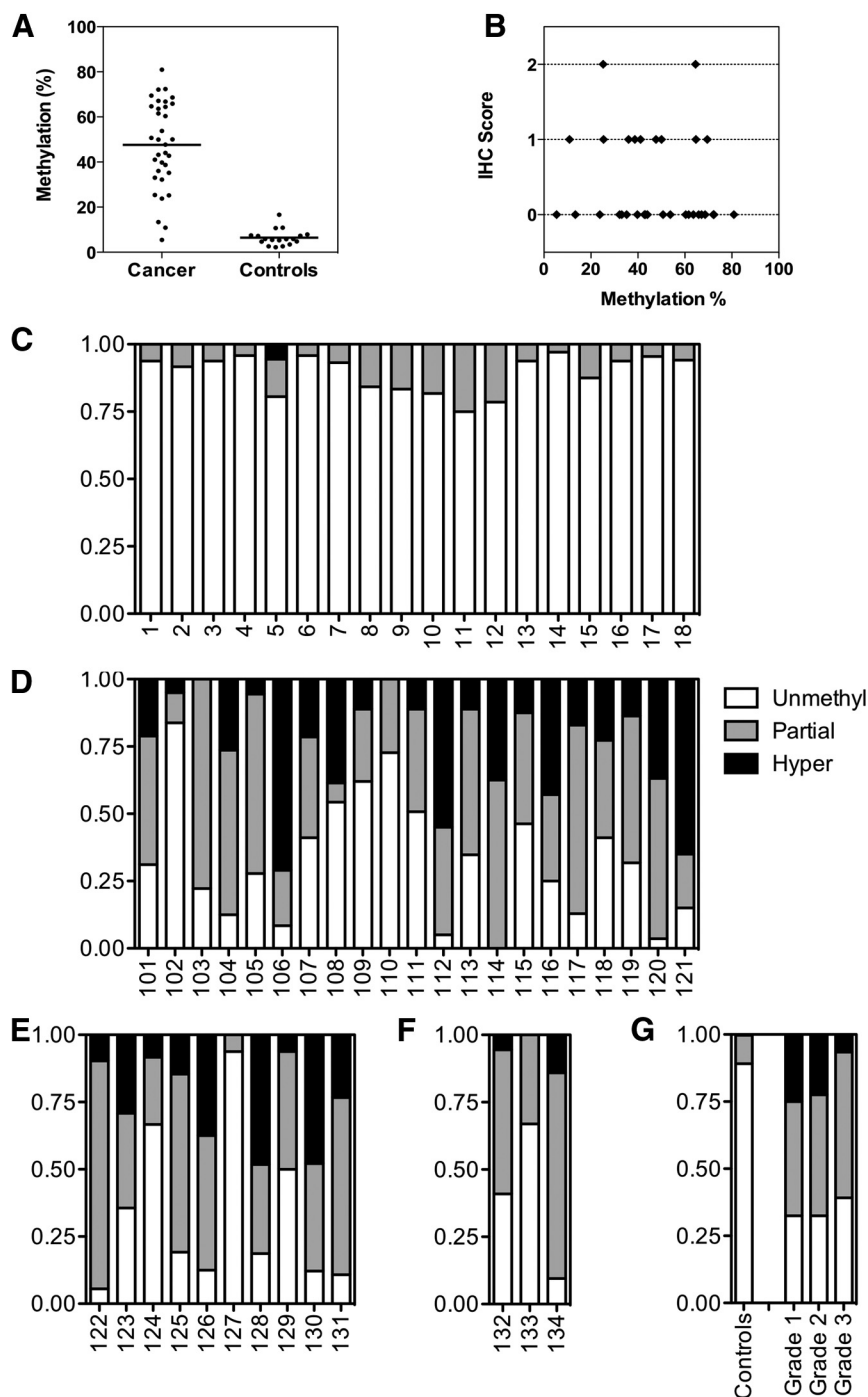 A
Methylation (%)
100
80
60
40
20
0
Cancer Controls
B
IHC Score
2
1
0
0 20 40 60 80 100
Methylation %
C
1.00
0.75
0.50
0.25
0.00
1 2 3 4 5 6 7 8 9 10 11 12 13 14 15 16 17 18
D
1.00
0.75
0.50
0.25
0.00
101 102 103 104 105 106 107 108 109 110 111 112 113 114 115 116 117 118 119 120 121
Unmethyl
Partial
Hyper
E
1.00
0.75
0.50
0.25
0.00
122 123 124 125 126 127 128 129 130 131
F
1.00
0.75
0.50
0.25
0.00
132 133 134
G
1.00
0.75
0.50
0.25
0.00
Controls Grade 1 Grade 2 Grade 3